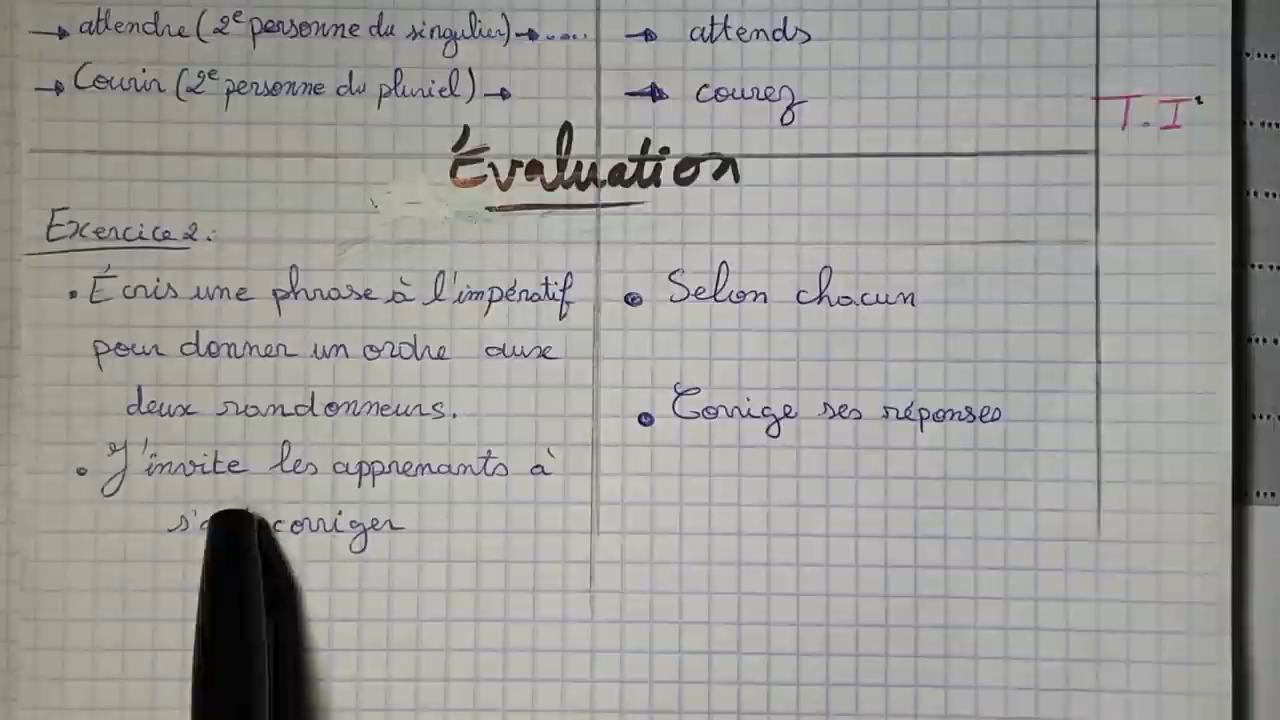 → attendre (2e personne du singulier) → ..... → attends
→ Courir (2e personne du pluriel) → → courez
T.I
Évaluation
Exercice 2:
• Écris une phrase à l'impératif
pour donner un ordre aux
deux randonneurs.
• J'invite les apprenants à
corriger
• Selon chacun
• Corrige ses réponses